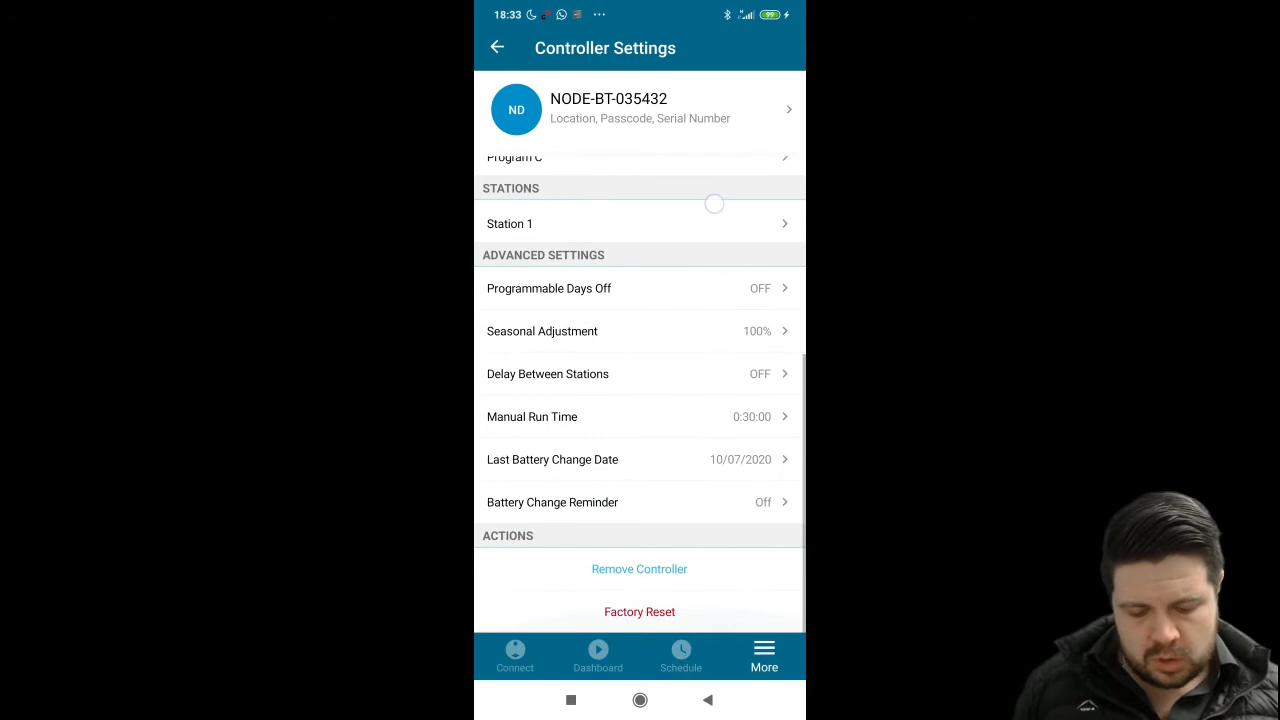 18:33 ... 99
Controller Settings
ND
NODE-BT-035432
Location, Passcode, Serial Number
Program C
STATIONS
Station 1
ADVANCED SETTINGS
Programmable Days Off OFF
Seasonal Adjustment 100%
Delay Between Stations OFF
Manual Run Time 0:30:00
Last Battery Change Date 10/07/2020
Battery Change Reminder Off
ACTIONS
Remove Controller
Factory Reset
Connect Dashboard Schedule More